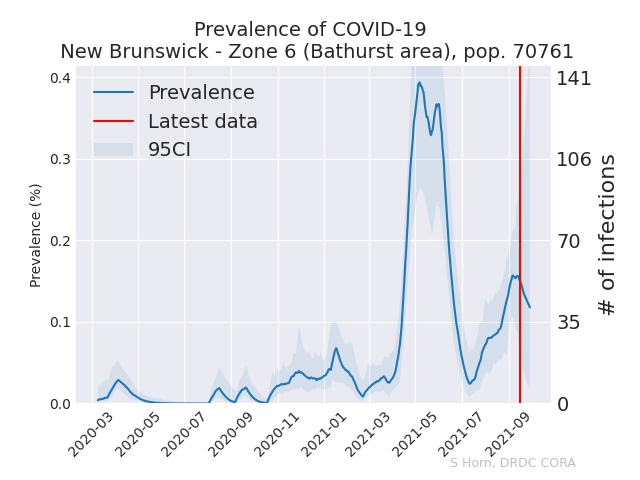 Prevalence of COVID-19
New Brunswick - Zone 6 (Bathurst area), pop. 70761
Prevalence
Latest data
95CI
Prevalence (%)
0.4
0.3
0.2
0.1
0.0
141
106
70
35
0
# of infections
2020-03
2020-05
2020-07
2020-09
2020-11
2021-01
2021-03
2021-05
2021-07
2021-09
S Horn, DRDC CORA